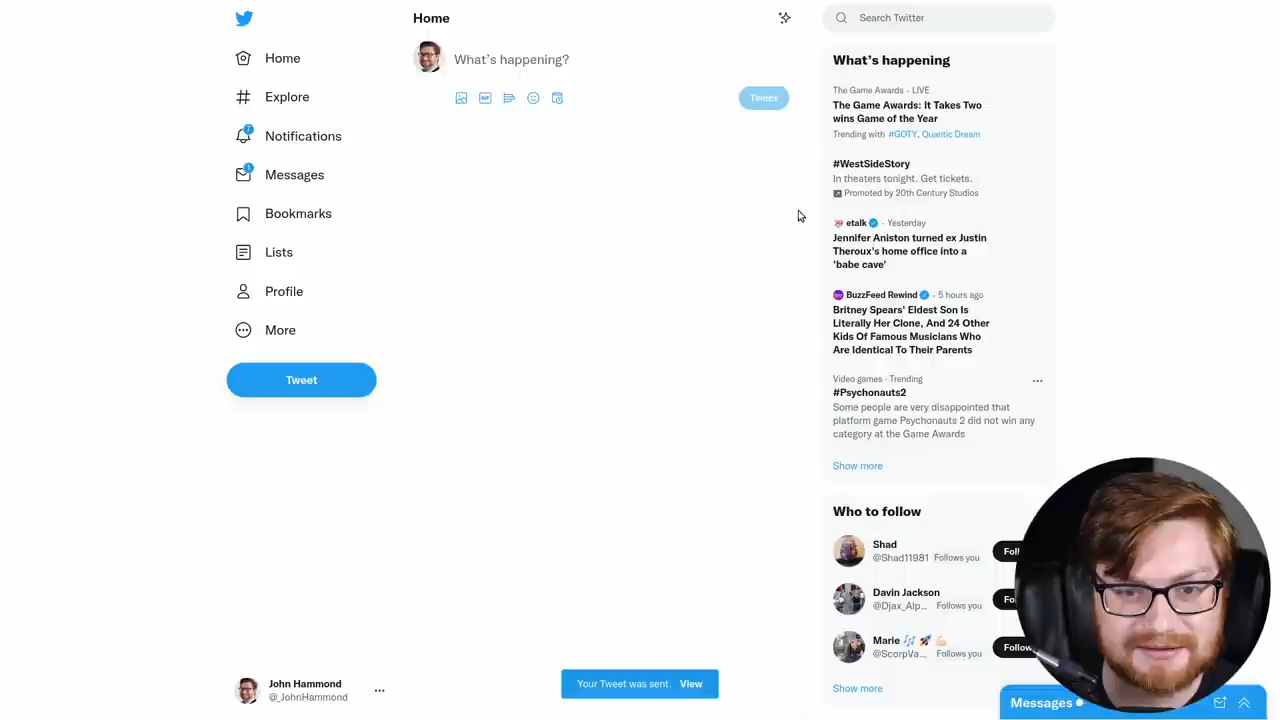 Home
Explore
Notifications
7
Messages
1
Bookmarks
Lists
Profile
More
Tweet
John Hammond
@_JohnHammond
Home
What's happening?
GIF
Tweet
Your Tweet was sent. View
Search Twitter
What's happening
The Game Awards · LIVE
The Game Awards: It Takes Two
wins Game of the Year
Trending with #GOTY, Quantic Dream
#WestSideStory
In theaters tonight. Get tickets.
Promoted by 20th Century Studios
etalk · Yesterday
Jennifer Aniston turned ex Justin
Theroux's home office into a
'babe cave'
BuzzFeed Rewind · 5 hours ago
Britney Spears' Eldest Son Is
Literally Her Clone, And 24 Other
Kids Of Famous Musicians Who
Are Identical To Their Parents
Video games · Trending
#Psychonauts2
Some people are very disappointed that
platform game Psychonauts 2 did not win any
category at the Game Awards
Show more
Who to follow
Shad
@Shad11981 Follows you
Davin Jackson
@Djax_Alp... Follows you
Marie 🎶 🚀 💪🏻
@ScorpVa... Follows you
Follow
Show more
Messages